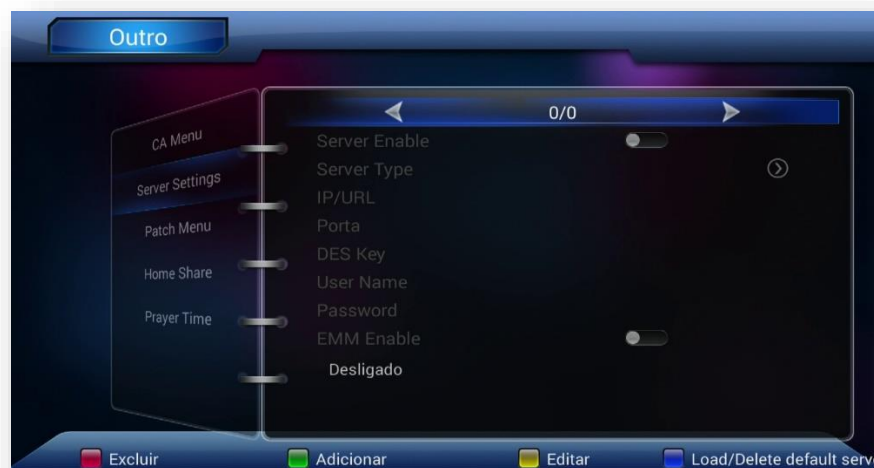 Outro
CA Menu
Server Settings
Patch Menu
Home Share
Prayer Time
0/0
Server Enable
Server Type
IP/URL
Porta
DES Key
User Name
Password
EMM Enable
Desligado
Excluir Adicionar Editar Load/Delete default serve